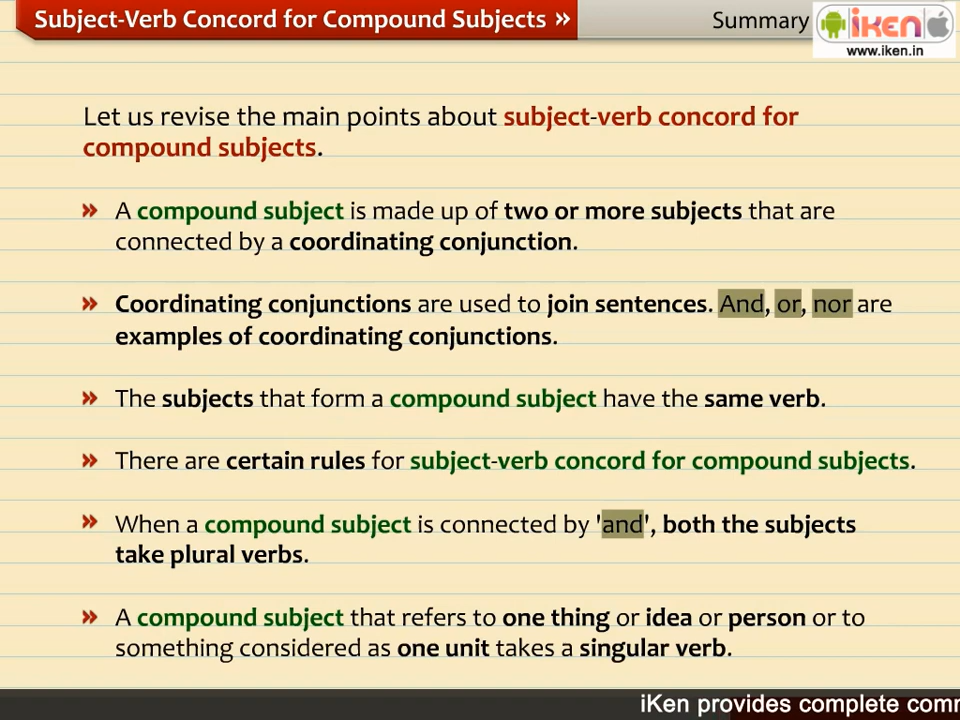 Subject-Verb Concord for Compound Subjects »
Summary
iKen
www.iken.in
Let us revise the main points about subject-verb concord for
compound subjects.
» A compound subject is made up of two or more subjects that are
connected by a coordinating conjunction.
» Coordinating conjunctions are used to join sentences. And, or, nor are
examples of coordinating conjunctions.
» The subjects that form a compound subject have the same verb.
» There are certain rules for subject-verb concord for compound subjects.
» When a compound subject is connected by 'and', both the subjects
take plural verbs.
» A compound subject that refers to one thing or idea or person or to
something considered as one unit takes a singular verb.
iKen provides complete comm